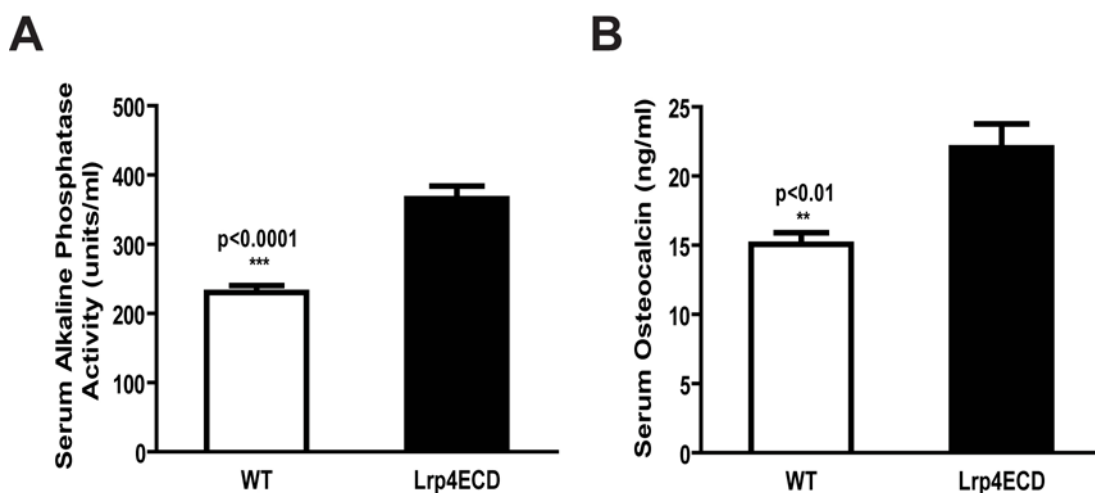 A
Serum Alkaline Phosphatase
Activity (units/ml)
500
400
300
200
100
0
p<0.0001
***
WT
Lrp4ECD
B
Serum Osteocalcin (ng/ml)
25
20
15
10
5
0
p<0.01
**
WT
Lrp4ECD